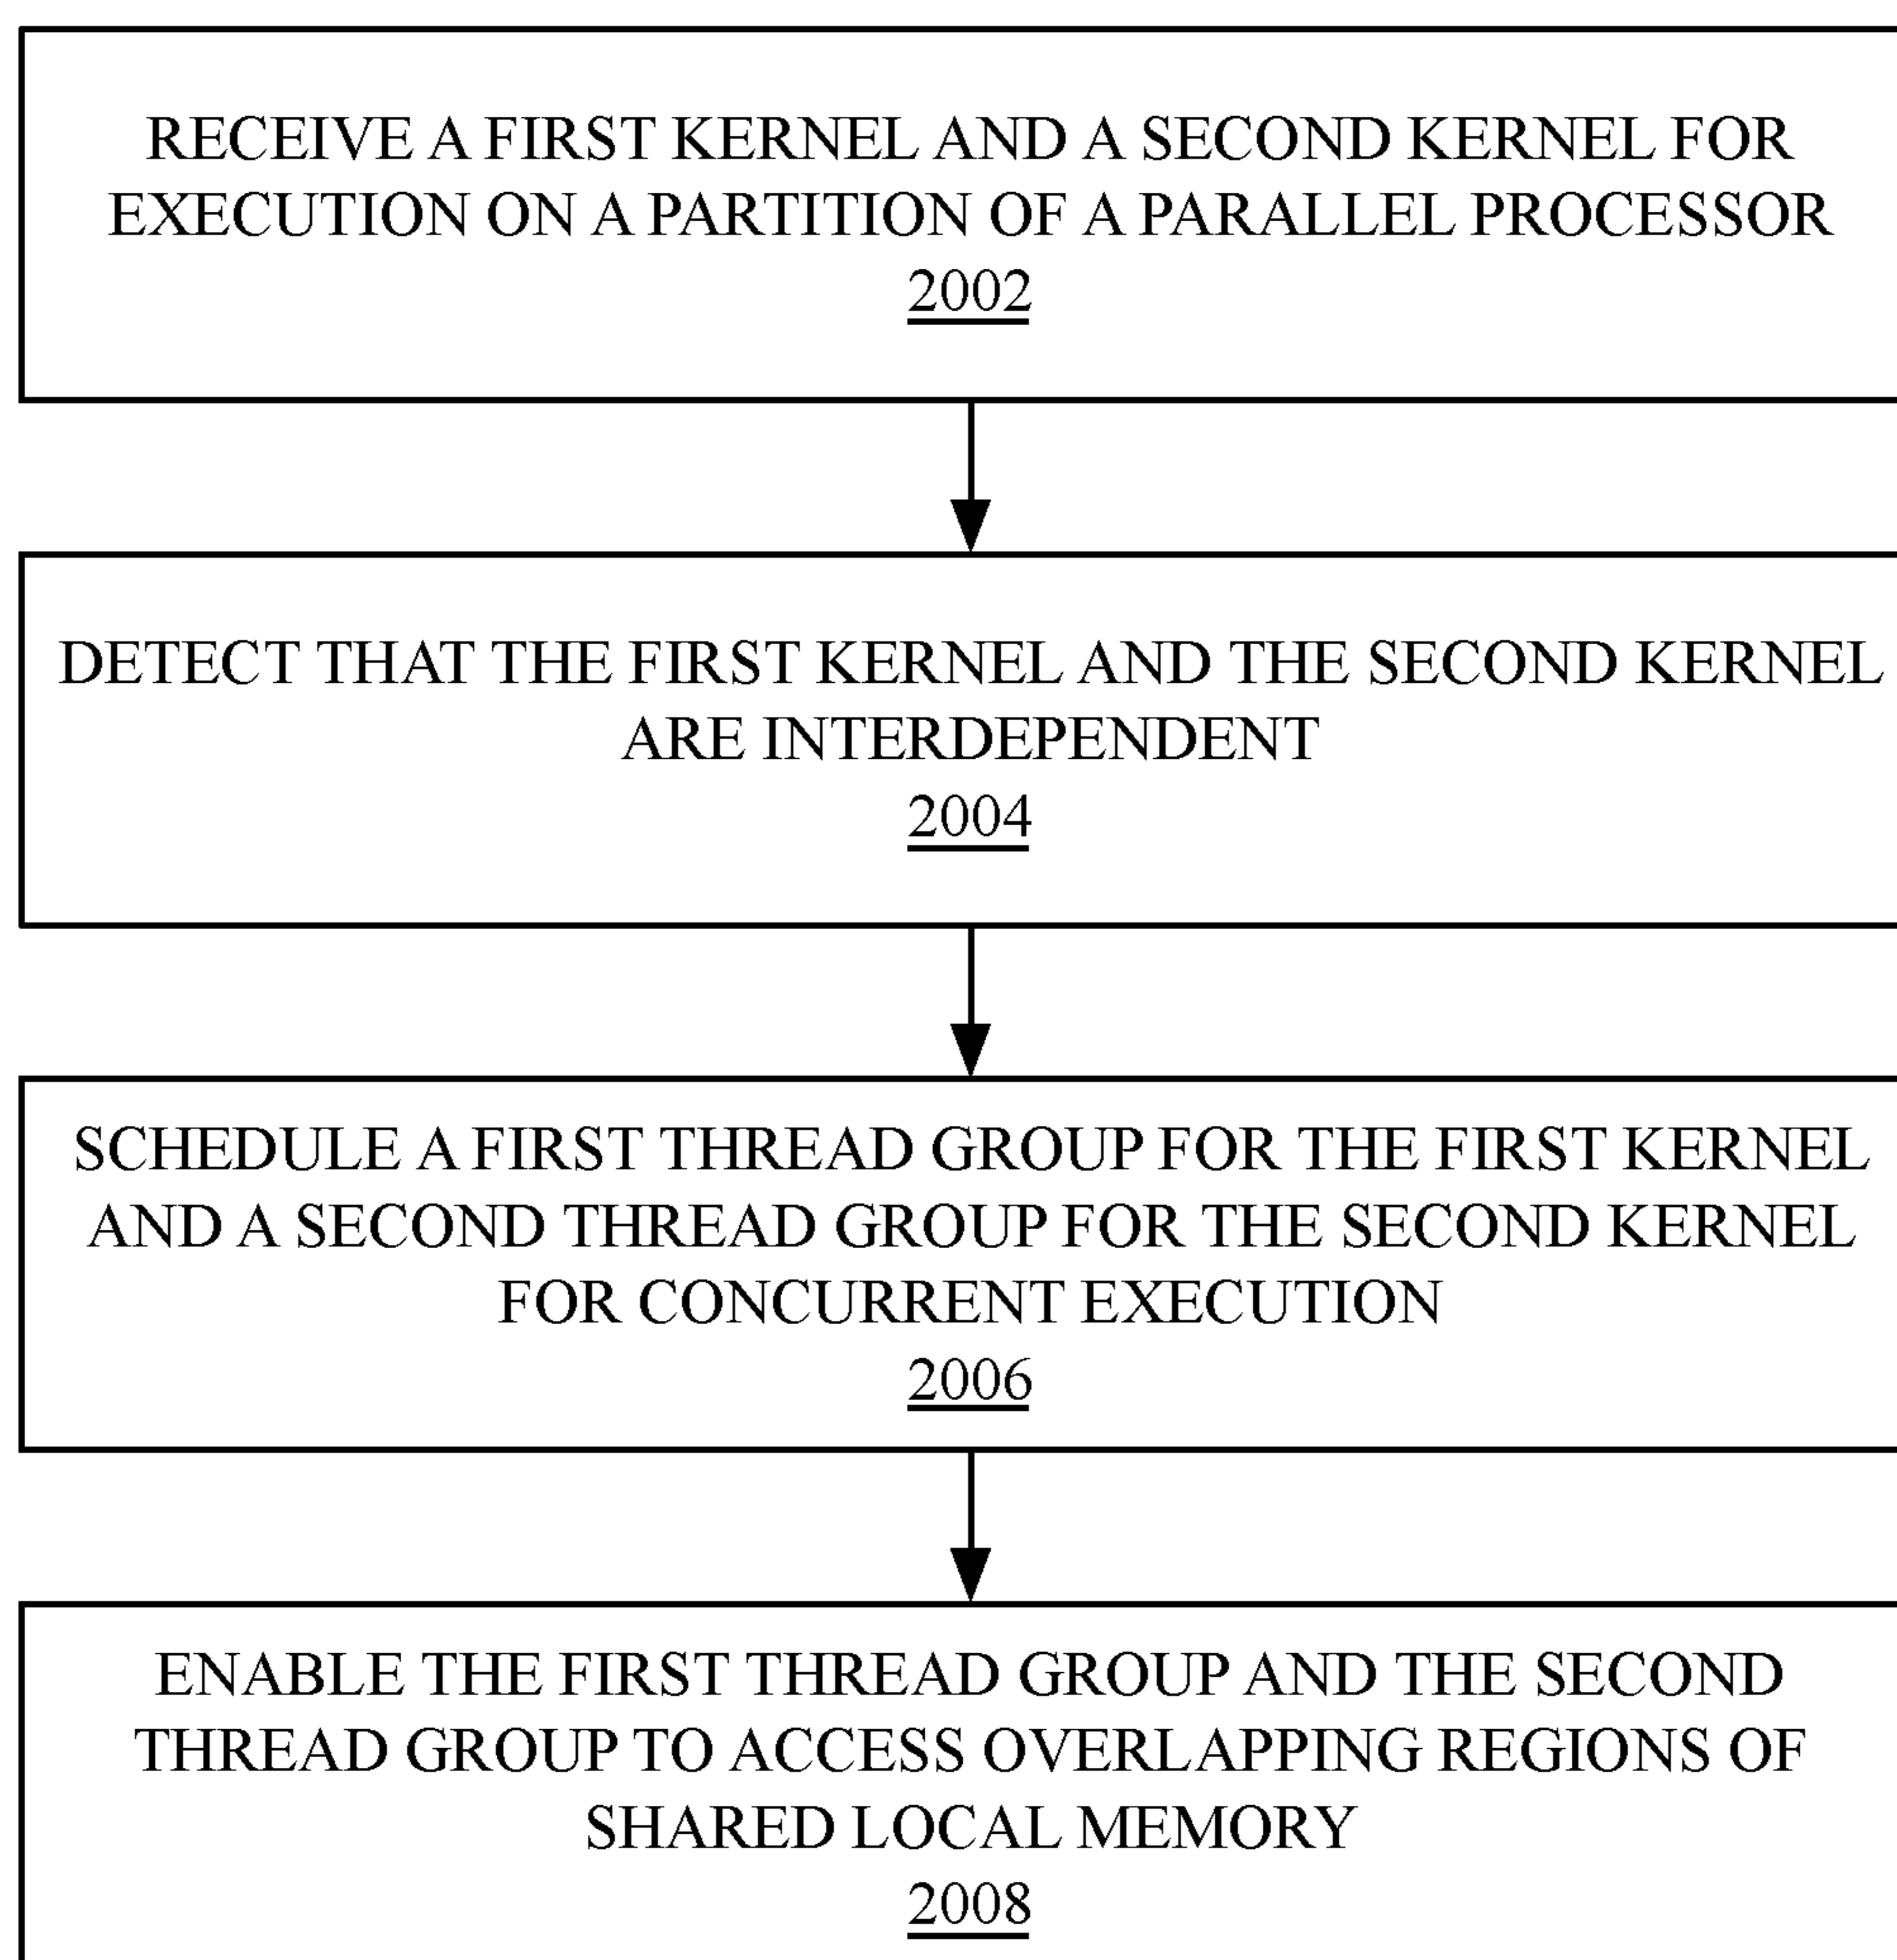 RECEIVE A FIRST KERNEL AND A SECOND KERNEL FOR
EXECUTION ON A PARTITION OF A PARALLEL PROCESSOR
2002
DETECT THAT THE FIRST KERNEL AND THE SECOND KERNEL
ARE INTERDEPENDENT
2004
SCHEDULE A FIRST THREAD GROUP FOR THE FIRST KERNEL
AND A SECOND THREAD GROUP FOR THE SECOND KERNEL
FOR CONCURRENT EXECUTION
2006
ENABLE THE FIRST THREAD GROUP AND THE SECOND
THREAD GROUP TO ACCESS OVERLAPPING REGIONS OF
SHARED LOCAL MEMORY
2008